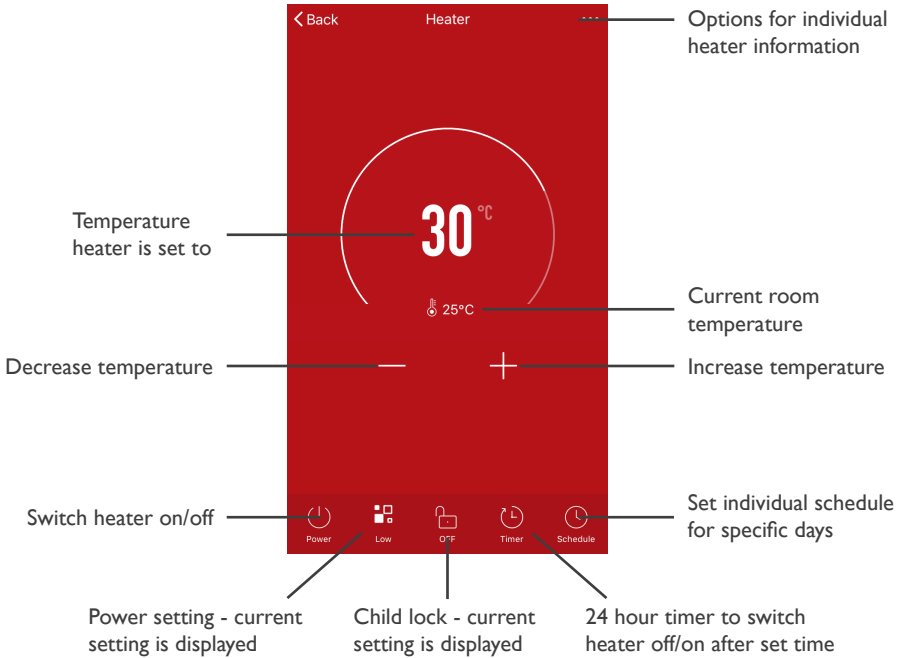 Back
Heater
...
Options for individual
heater information
Temperature
heater is set to
30 °C
25°C
Current room
temperature
Decrease temperature
Increase temperature
Switch heater on/off
Power
Low
OFF
Timer
Schedule
Set individual schedule
for specific days
Power setting - current
setting is displayed
Child lock - current
setting is displayed
24 hour timer to switch
heater off/on after set time